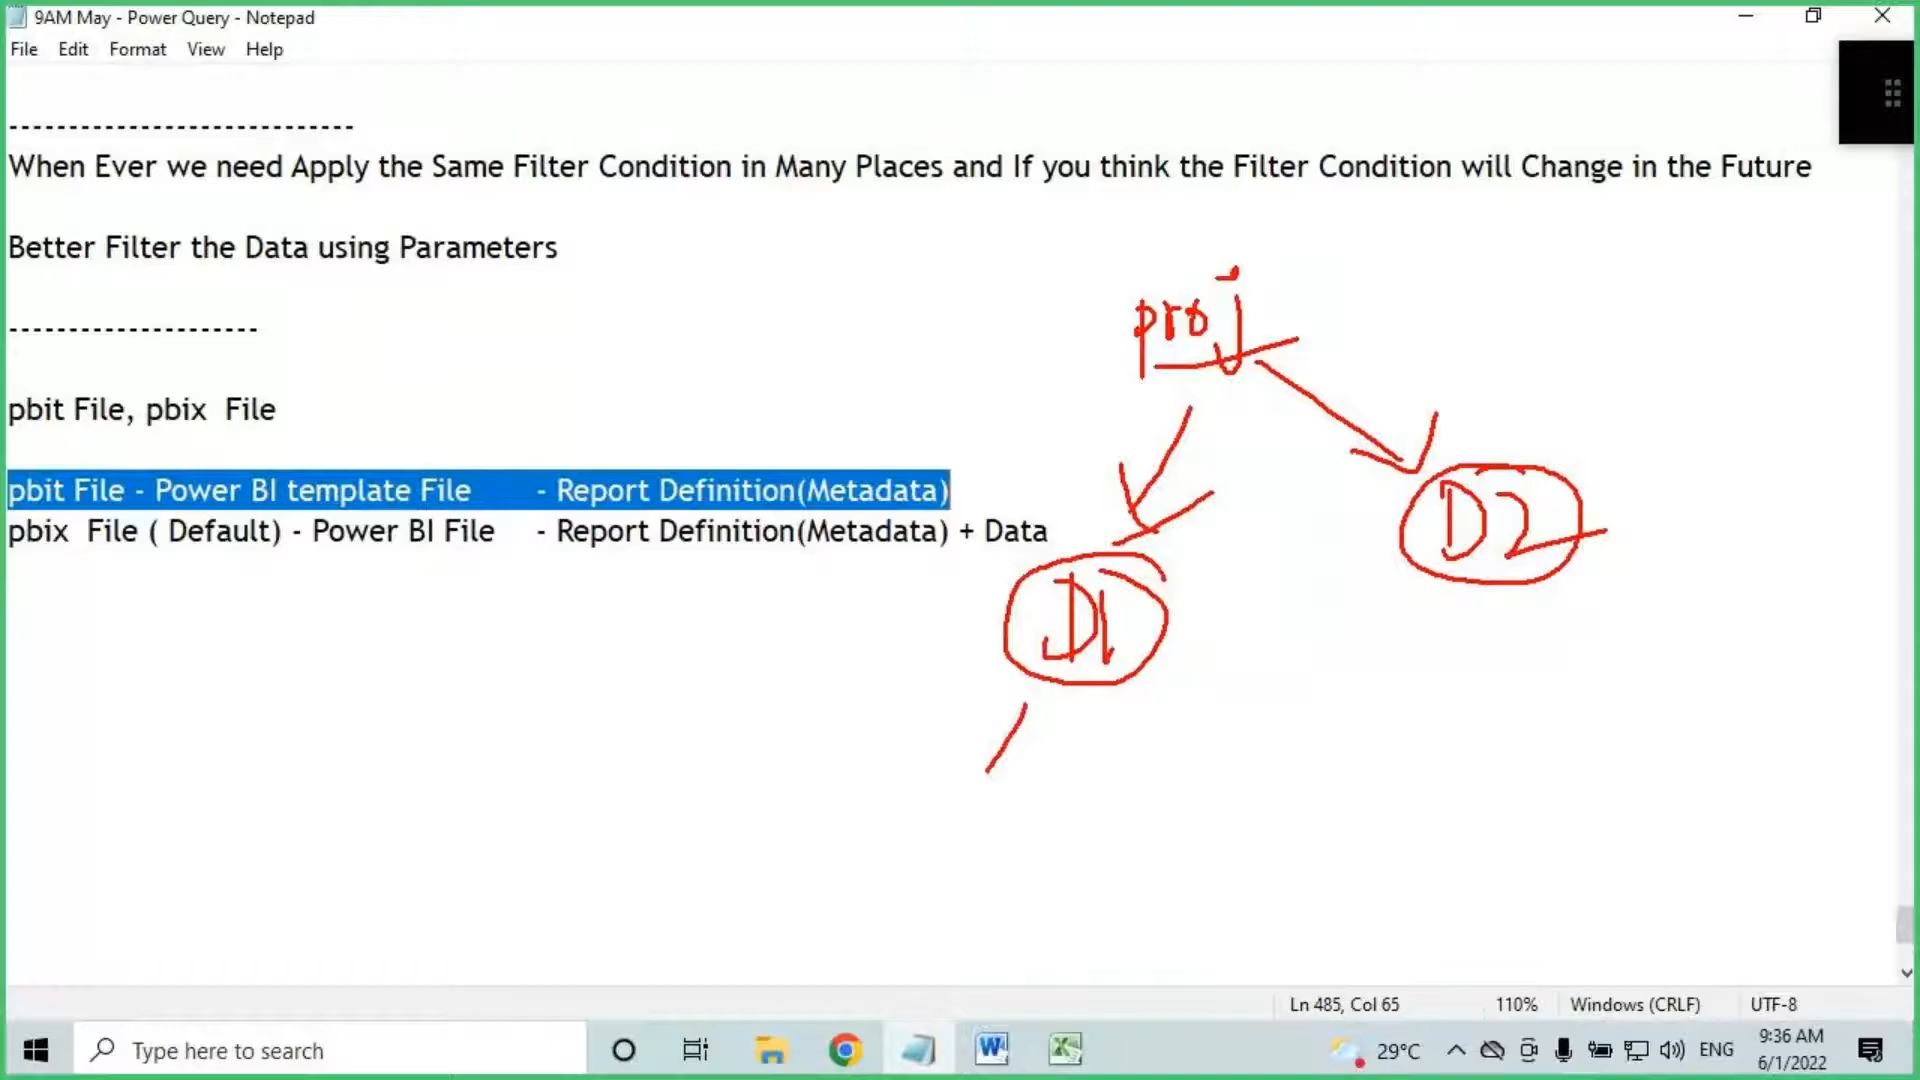 9AM May - Power Query - Notepad
File Edit Format View Help
----------------------------
When Ever we need Apply the Same Filter Condition in Many Places and If you think the Filter Condition will Change in the Future
Better Filter the Data using Parameters
---------------------
proj
pbit File, pbix File
pbit File - Power BI template File - Report Definition(Metadata)
pbix File ( Default) - Power BI File - Report Definition(Metadata) + Data
D2
D1
Ln 485, Col 65 110% Windows (CRLF) UTF-8
Type here to search
29°C ENG 9:36 AM
6/1/2022